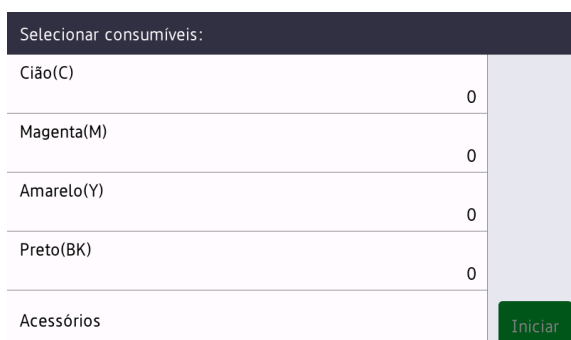 Selecionar consumíveis:
Cião(C)
0
Magenta(M)
0
Amarelo(Y)
0
Preto(BK)
0
Acessórios
Iniciar